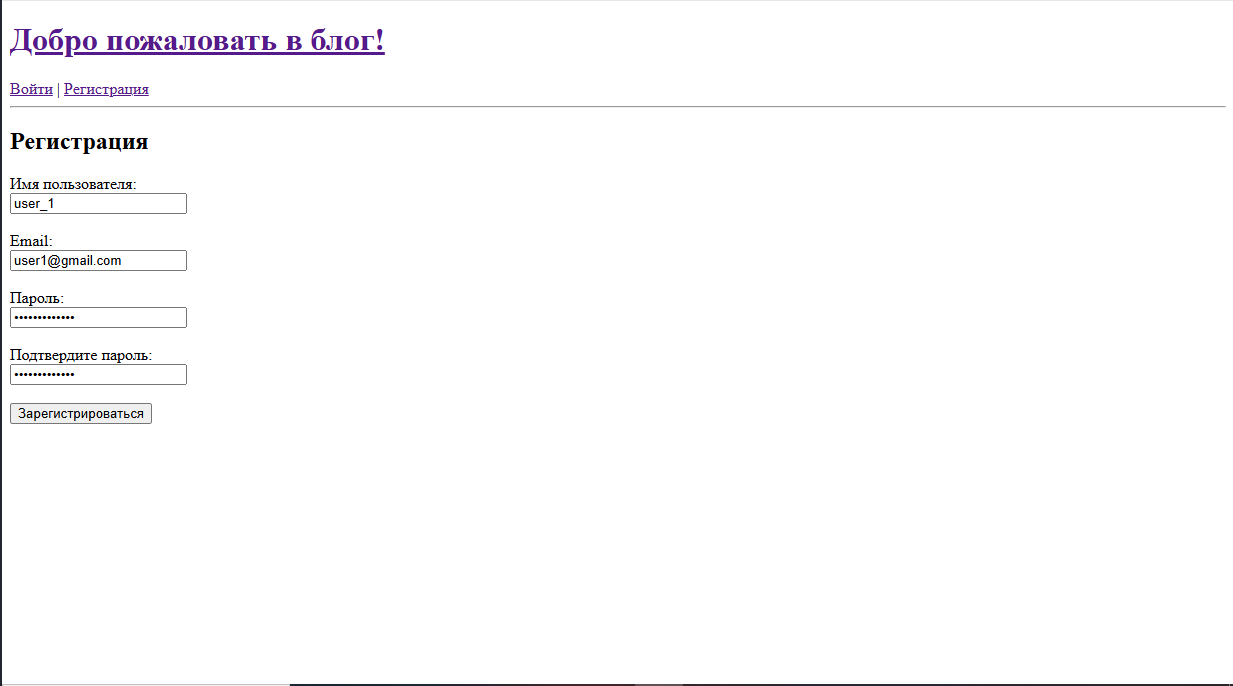 Добро пожаловать в блог!
Войти | Регистрация
Регистрация
Имя пользователя:
user_1
Email:
user1@gmail.com
Пароль:
•••••••••••••
Подтвердите пароль:
•••••••••••••
Зарегистрироваться